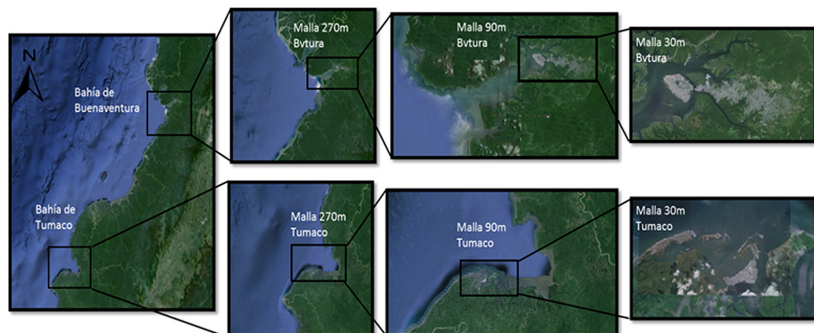 N
Bahía de
Buenaventura
Bahía de
Tumaco
Malla 270m
Bvtura
Malla 90m
Bvtura
Malla 30m
Bvtura
Malla 270m
Tumaco
Malla 90m
Tumaco
Malla 30m
Tumaco